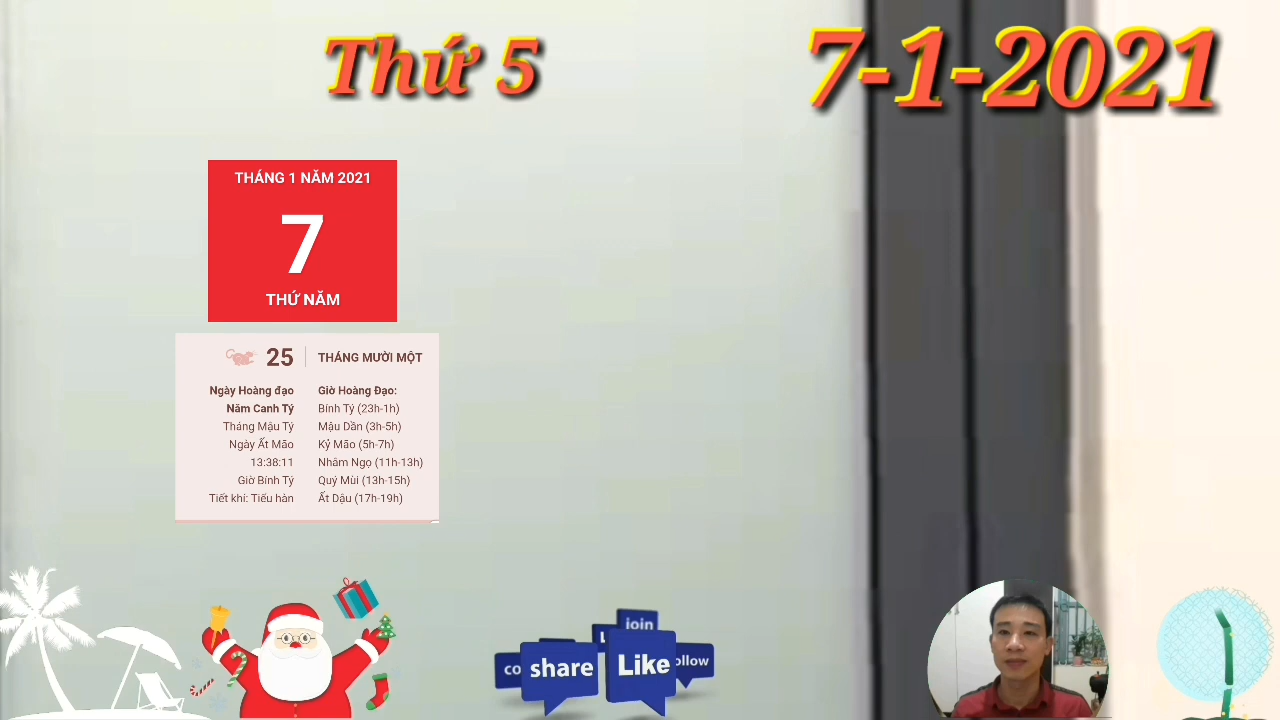 Thứ 5
7-1-2021
THÁNG 1 NĂM 2021
7
THỨ NĂM
25
THÁNG MƯỜI MỘT
Ngày Hoàng đạo
Năm Canh Tý
Tháng Mậu Tý
Ngày Ất Mão
13:38:11
Giờ Bính Tý
Tiết khí: Tiểu hàn
Giờ Hoàng Đạo:
Bính Tý (23h-1h)
Mậu Dần (3h-5h)
Kỷ Mão (5h-7h)
Nhâm Ngọ (11h-13h)
Quý Mùi (13h-15h)
Ất Dậu (17h-19h)
join
share
Like
ollow
co